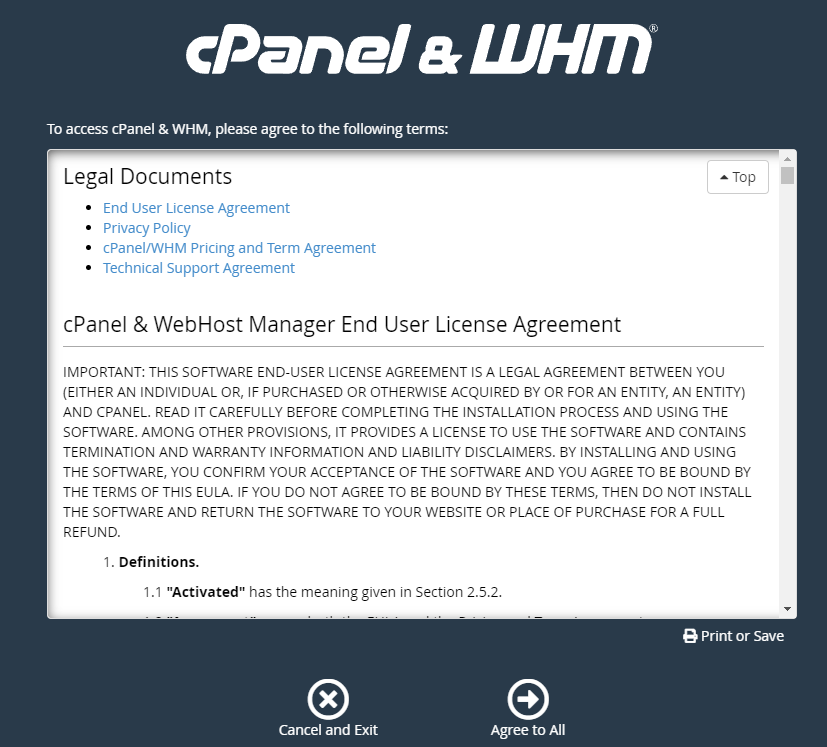 cPanel & WHM®
To access cPanel & WHM, please agree to the following terms:
Legal Documents
Top
End User License Agreement
Privacy Policy
cPanel/WHM Pricing and Term Agreement
Technical Support Agreement
cPanel & WebHost Manager End User License Agreement
IMPORTANT: THIS SOFTWARE END-USER LICENSE AGREEMENT IS A LEGAL AGREEMENT BETWEEN YOU
(EITHER AN INDIVIDUAL OR, IF PURCHASED OR OTHERWISE ACQUIRED BY OR FOR AN ENTITY, AN ENTITY)
AND CPANEL. READ IT CAREFULLY BEFORE COMPLETING THE INSTALLATION PROCESS AND USING THE
SOFTWARE. AMONG OTHER PROVISIONS, IT PROVIDES A LICENSE TO USE THE SOFTWARE AND CONTAINS
TERMINATION AND WARRANTY INFORMATION AND LIABILITY DISCLAIMERS. BY INSTALLING AND USING
THE SOFTWARE, YOU CONFIRM YOUR ACCEPTANCE OF THE SOFTWARE AND YOU AGREE TO BE BOUND BY
THE TERMS OF THIS EULA. IF YOU DO NOT AGREE TO BE BOUND BY THESE TERMS, THEN DO NOT INSTALL
THE SOFTWARE AND RETURN THE SOFTWARE TO YOUR WEBSITE OR PLACE OF PURCHASE FOR A FULL
REFUND.
1. Definitions.
1.1 "Activated" has the meaning given in Section 2.5.2.
Print or Save
Cancel and Exit
Agree to All